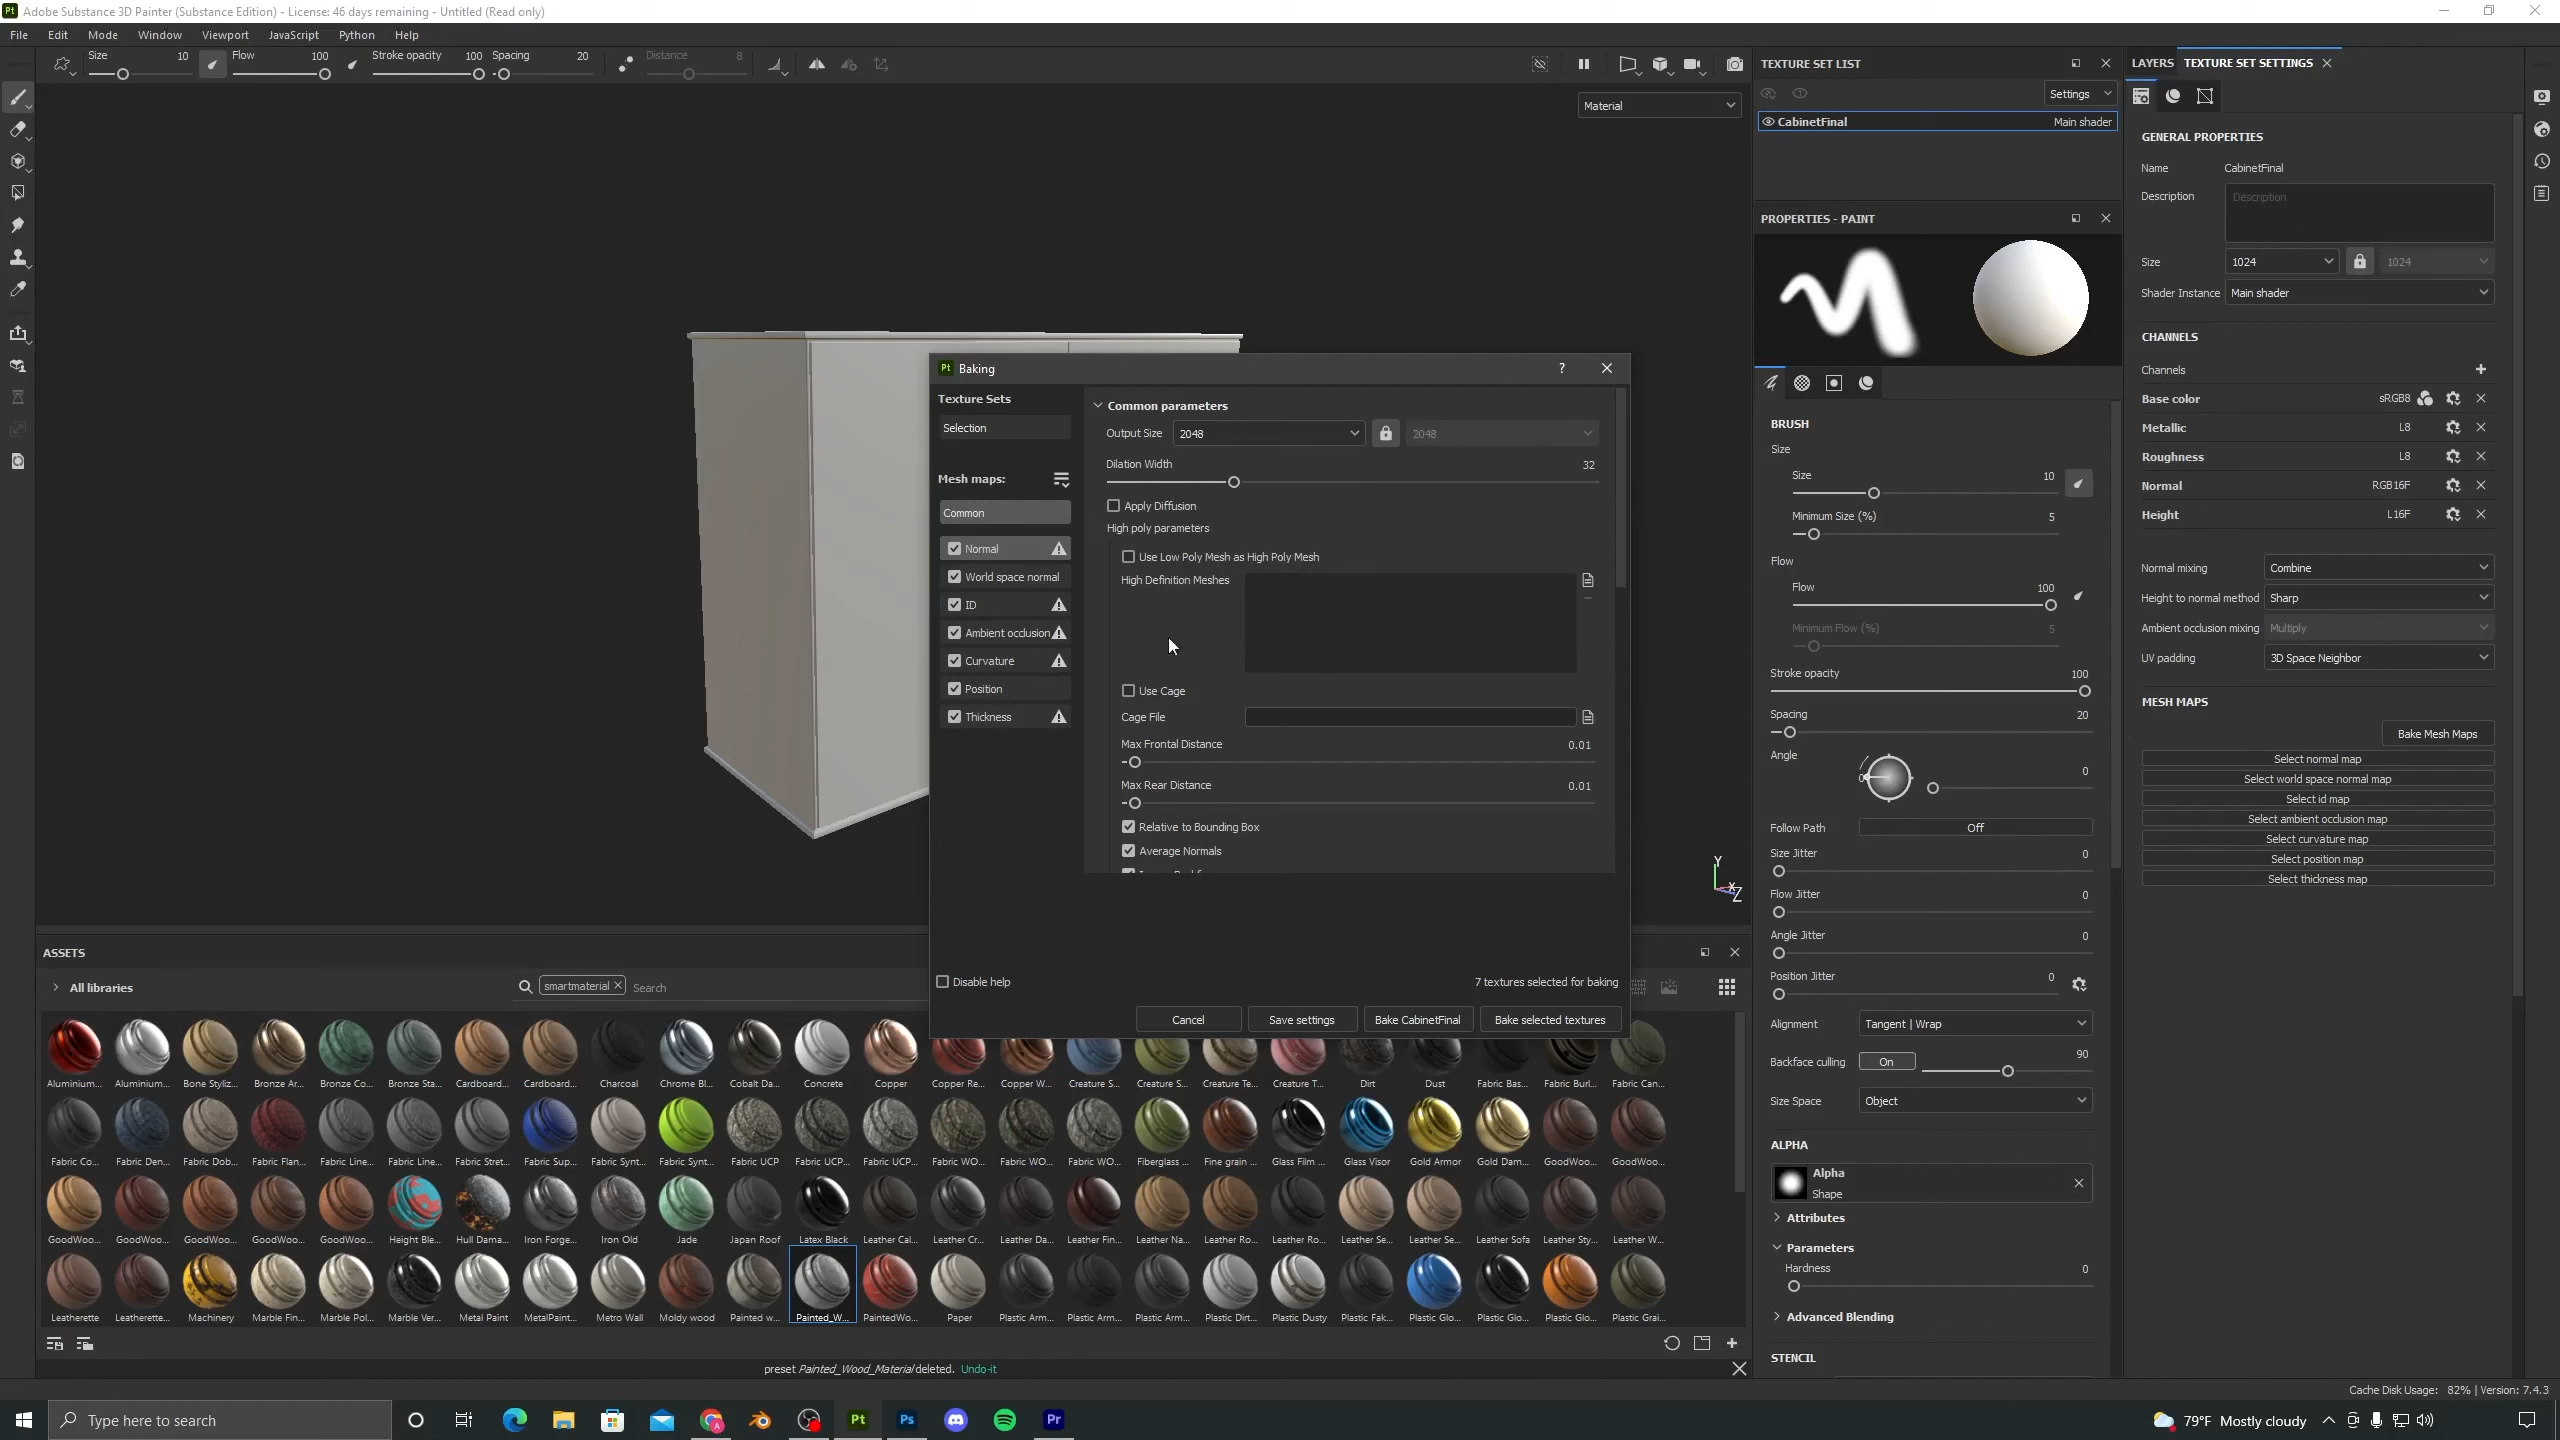 Pt Adobe Substance 3D Painter (Substance Edition) - License: 46 days remaining - Untitled (Read only)
File Edit Mode Window Viewport JavaScript Python Help
Size 10 Flow 100 Stroke opacity 100 Spacing 20 Distance 8
Material
Y
X
Z
TEXTURE SET LIST
Settings
CabinetFinal Main shader
PROPERTIES - PAINT
BRUSH
Size
Size 10
Minimum Size (%) 5
Flow
Flow 100
Minimum Flow (%) 5
Stroke opacity 100
Spacing 20
Angle 0
Follow Path Off
Size Jitter 0
Flow Jitter 0
Angle Jitter 0
Position Jitter 0
Alignment Tangent | Wrap
Backface culling On 90
Size Space Object
ALPHA
Alpha
Shape
Attributes
Parameters
Hardness 0
Advanced Blending
STENCIL
LAYERS TEXTURE SET SETTINGS
GENERAL PROPERTIES
Name CabinetFinal
Description Description
Size 1024 1024
Shader Instance Main shader
CHANNELS
Channels
Base color sRGB8
Metallic L8
Roughness L8
Normal RGB16F
Height L16F
Normal mixing Combine
Height to normal method Sharp
Ambient occlusion mixing Multiply
UV padding 3D Space Neighbor
MESH MAPS
Bake Mesh Maps
Select normal map
Select world space normal map
Select id map
Select ambient occlusion map
Select curvature map
Select position map
Select thickness map
Pt Baking ?
Texture Sets
Selection
Mesh maps:
Common
Normal
World space normal
ID
Ambient occlusion
Curvature
Position
Thickness
Common parameters
Output Size 2048 2048
Dilation Width 32
Apply Diffusion
High poly parameters
Use Low Poly Mesh as High Poly Mesh
High Definition Meshes
Use Cage
Cage File
Max Frontal Distance 0.01
Max Rear Distance 0.01
Relative to Bounding Box
Average Normals
Disable help 7 textures selected for baking
Cancel Save settings Bake CabinetFinal Bake selected textures
ASSETS
All libraries smartmaterial Search
Aluminium... Aluminium... Bone Styliz... Bronze Ar... Bronze Co... Bronze Sta... Cardboard... Cardboard... Charcoal Chrome Bl... Cobalt Da... Concrete Copper Copper Re... Copper W... Creature S... Creature S... Creature Te... Creature T... Dirt Dust Fabric Bas... Fabric Burl... Fabric Can...
Fabric Co... Fabric Den... Fabric Dob... Fabric Flan... Fabric Line... Fabric Line... Fabric Stret... Fabric Sup... Fabric Synt... Fabric Synt... Fabric UCP Fabric UCP... Fabric UCP... Fabric WO... Fabric WO... Fabric WO... Fiberglass ... Fine grain ... Glass Film ... Glass Visor Gold Armor Gold Dam... GoodWoo... GoodWoo...
GoodWoo... GoodWoo... GoodWoo... GoodWoo... GoodWoo... Height Ble... Hull Dama... Iron Forge... Iron Old Jade Japan Roof Latex Black Leather Cal... Leather Cr... Leather Da... Leather Fin... Leather Na... Leather Ro... Leather Ro... Leather Se... Leather Se... Leather Sofa Leather Sty... Leather W...
Leatherette Leatherette... Machinery Marble Fin... Marble Pol... Marble Ver... Metal Paint MetalPaint... Metro Wall Moldy wood Painted w... Painted_W... PaintedWo... Paper Plastic Arm... Plastic Arm... Plastic Arm... Plastic Dirt... Plastic Dusty Plastic Fak... Plastic Glo... Plastic Glo... Plastic Glo... Plastic Grai...
preset Painted_Wood_Material deleted. Undo-it
Cache Disk Usage: 82% | Version: 7.4.3
Type here to search Pt Ps Pr 79°F Mostly cloudy